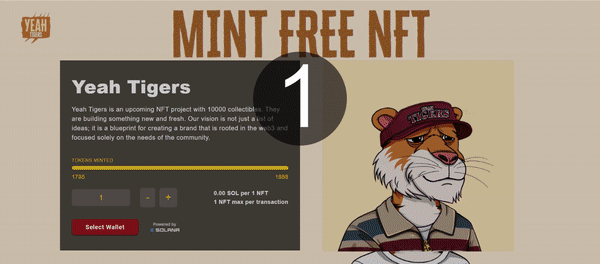 YEAH
TIGERS
MINT FREE NFT
1
Yeah Tigers
Yeah Tigers is an upcoming NFT project with 10000 collectibles. They
are building something new and fresh. Our vision is not just a list of
ideas; it is a blueprint for creating a brand that is rooted in the web3 and
focused solely on the needs of the community.
TOKENS MINTED
1795
1888
1
-
+
0.00 SOL per 1 NFT
1 NFT max per transaction
Select Wallet
Powered by
SOLANA
TIGERS